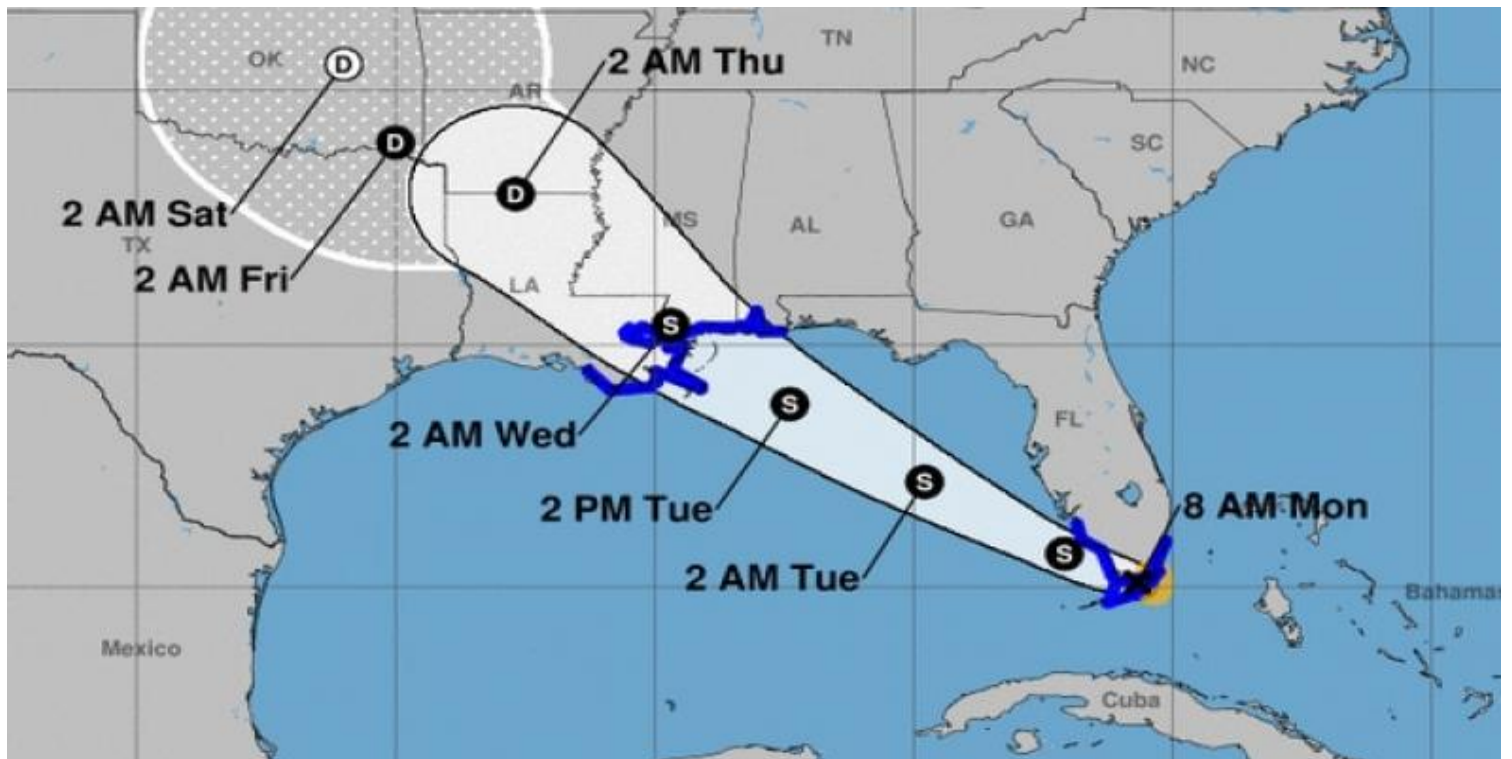 TN
OK
D
2 AM Thu
NC
AR
D
SC
D
2 AM Sat
MS
AL
GA
TX
2 AM Fri
LA
S
S
FL
2 AM Wed
S
2 PM Tue
8 AM Mon
S
2 AM Tue
Bahamas
Mexico
Cuba